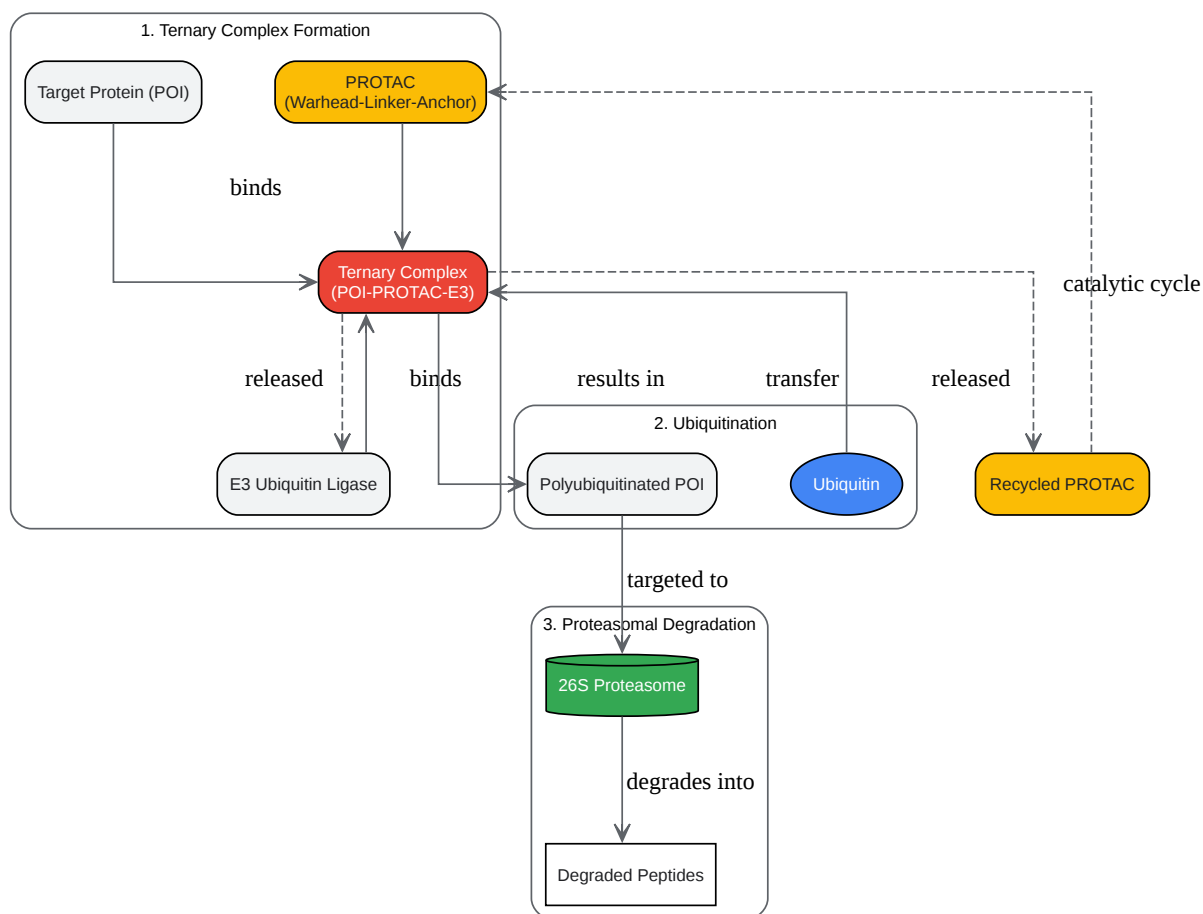 1. Ternary Complex Formation
Target Protein (POI)
PROTAC
(Warhead-Linker-Anchor)
binds
Ternary Complex
(POI-PROTAC-E3)
catalytic cycle
released
binds
results in
transfer
released
2. Ubiquitination
E3 Ubiquitin Ligase
Polyubiquitinated POI
Ubiquitin
Recycled PROTAC
targeted to
3. Proteasomal Degradation
26S Proteasome
degrades into
Degraded Peptides